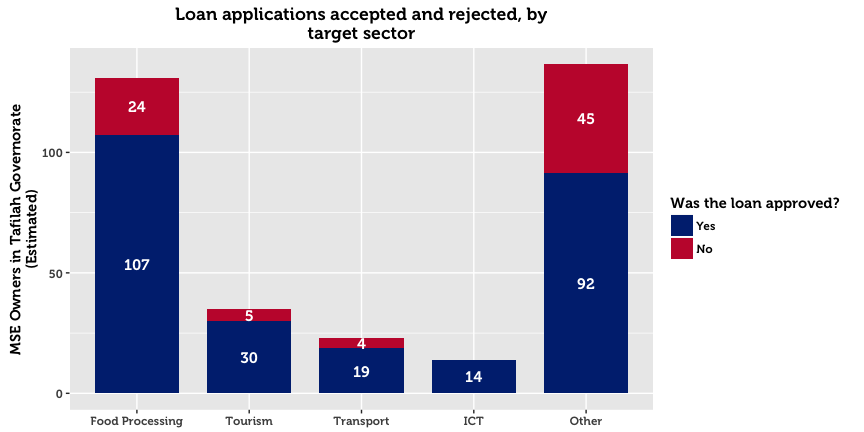 Loan applications accepted and rejected, by
target sector
MSE Owners in Tafilah Governorate
(Estimated)
100
50
0
24
107
5
30
4
19
14
45
92
Food Processing
Tourism
Transport
ICT
Other
Was the loan approved?
Yes
No